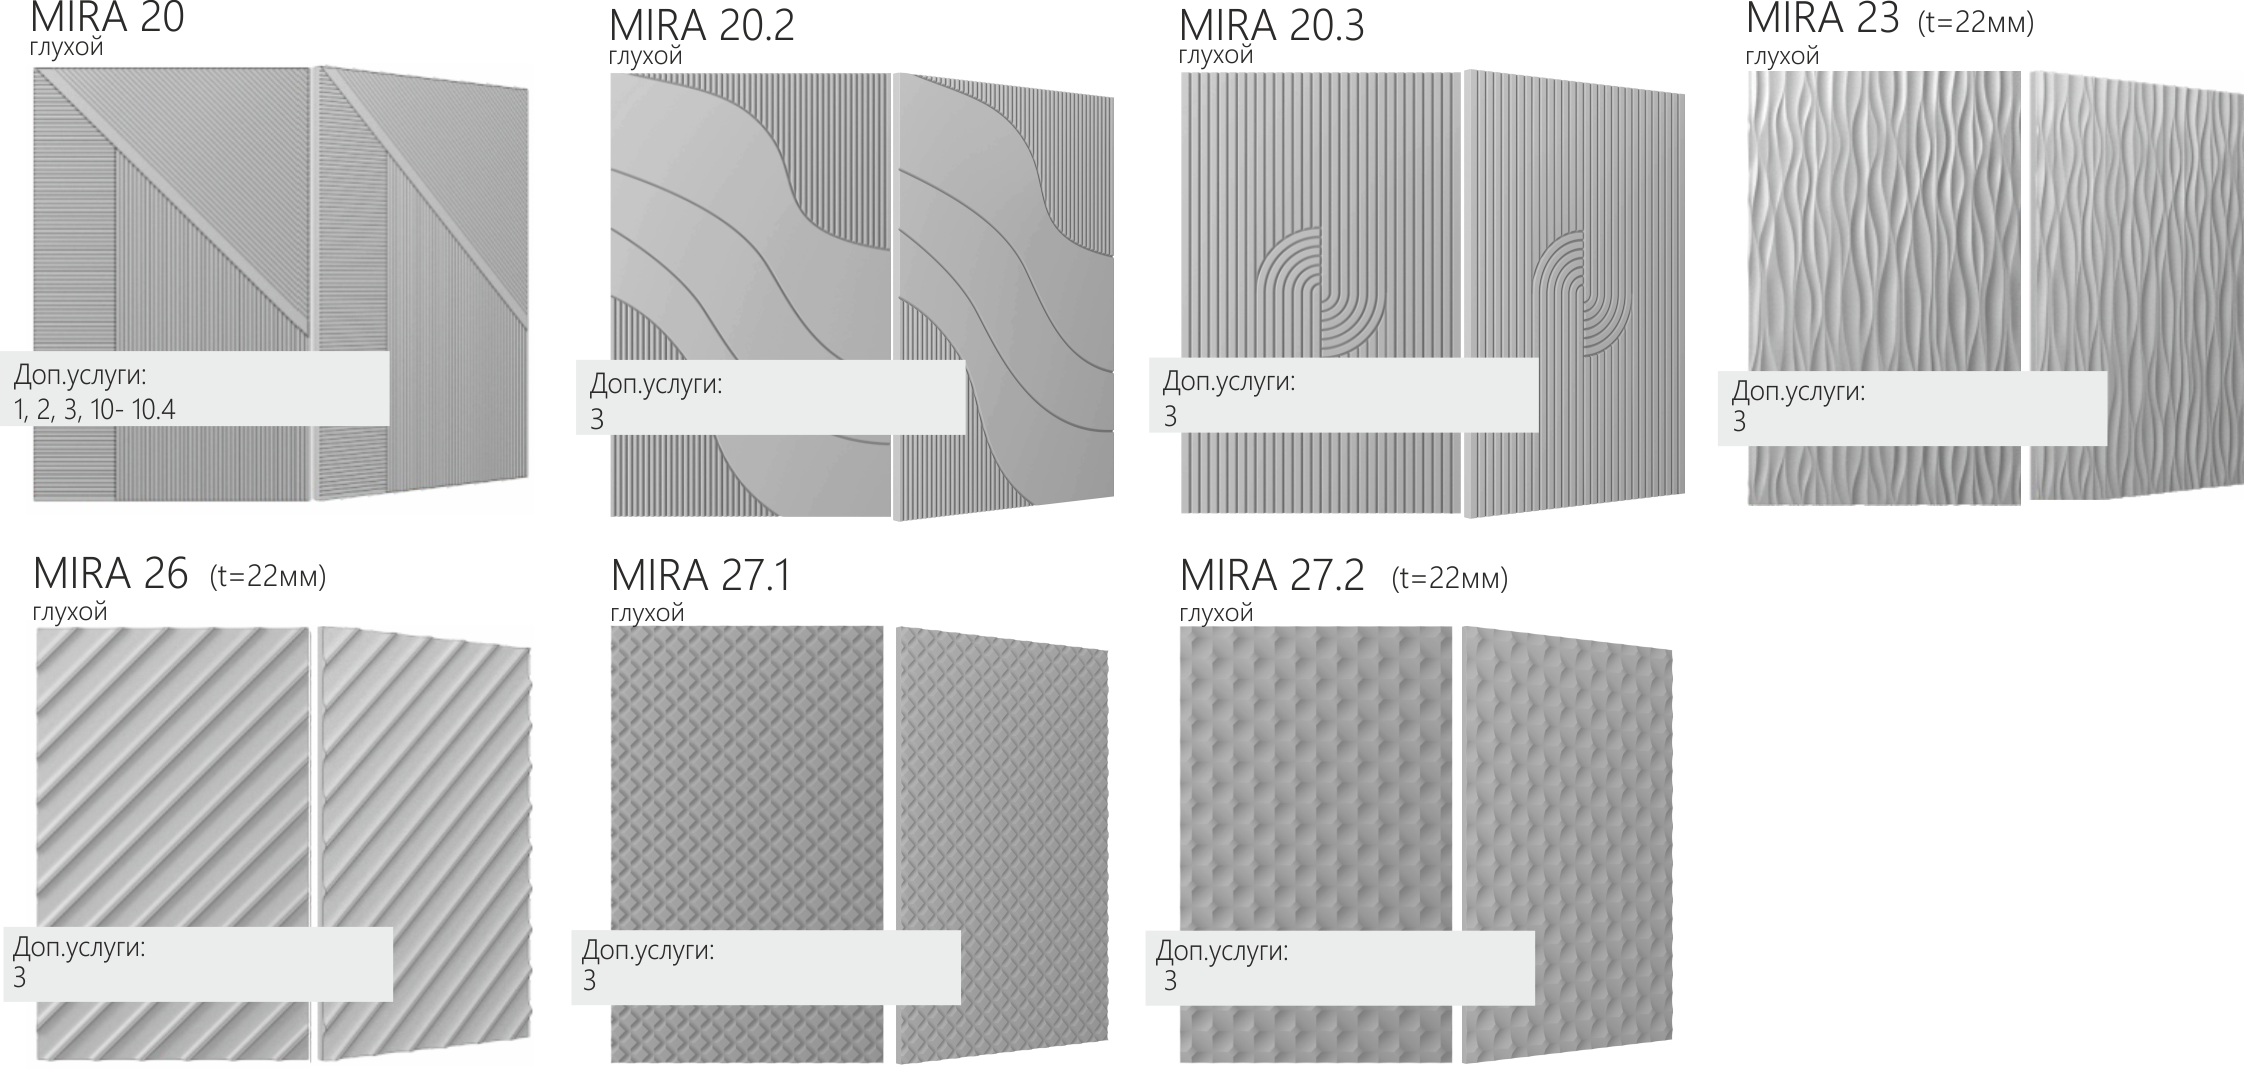 MIRA 20
глухой
Доп.услуги:
1, 2, 3, 10- 10.4
MIRA 20.2
глухой
Доп.услуги:
3
MIRA 20.3
глухой
Доп.услуги:
3
MIRA 23 (t=22мм)
глухой
Доп.услуги:
3
MIRA 26 (t=22мм)
глухой
Доп.услуги:
3
MIRA 27.1
глухой
Доп.услуги:
3
MIRA 27.2 (t=22мм)
глухой
Доп.услуги:
3